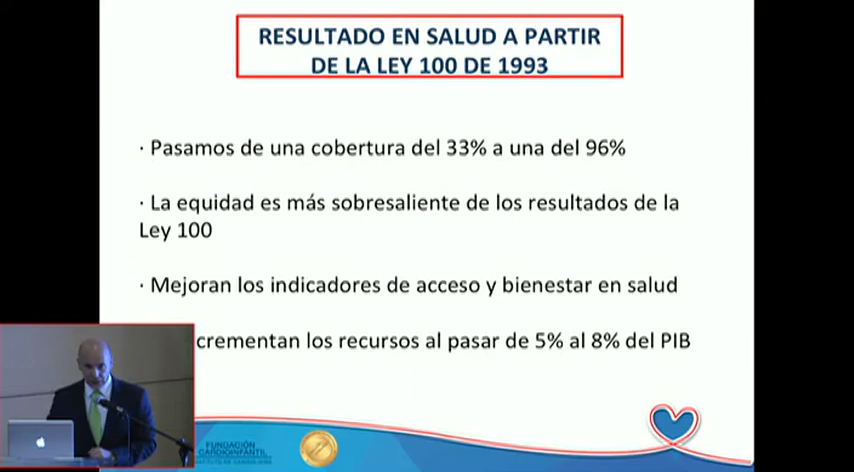 RESULTADO EN SALUD A PARTIR
DE LA LEY 100 DE 1993
· Pasamos de una cobertura del 33% a una del 96%
· La equidad es más sobresaliente de los resultados de la
Ley 100
· Mejoran los indicadores de acceso y bienestar en salud
crementan los recursos al pasar de 5% al 8% del PIB
FUNDACIÓN
CARDIOINFANTIL